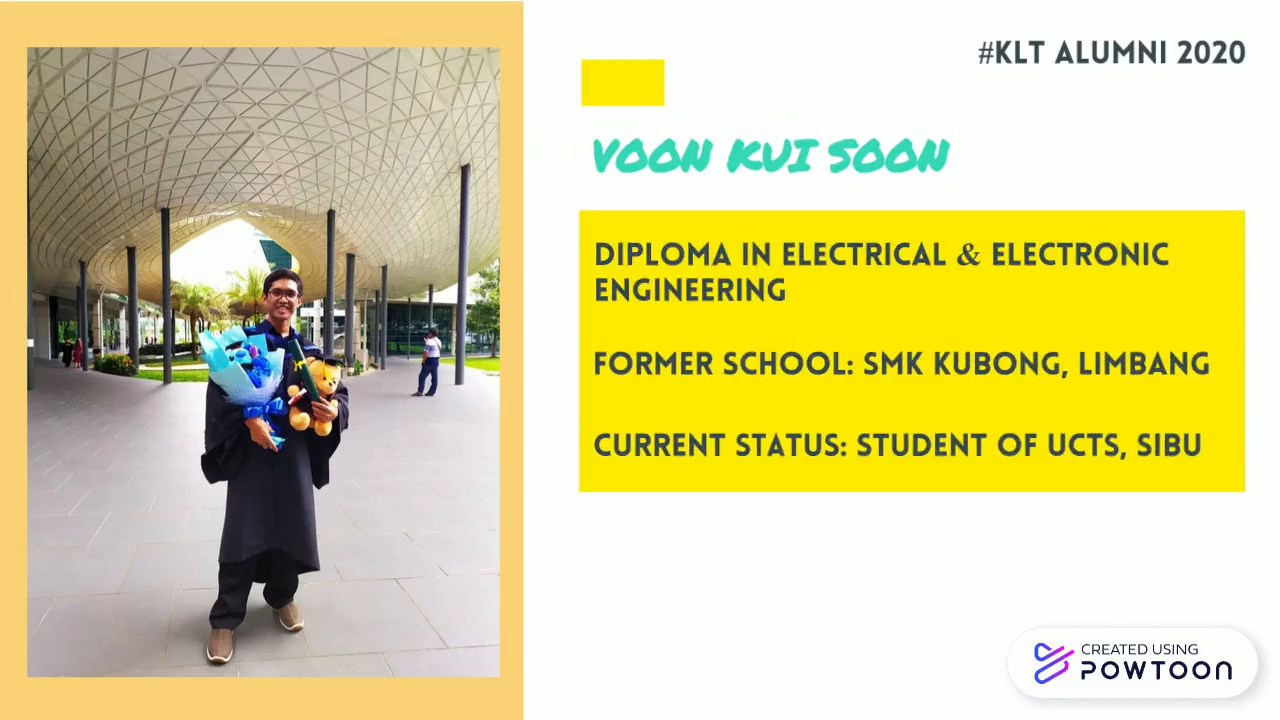 #KLT ALUMNI 2020
VOON KUI SOON
DIPLOMA IN ELECTRICAL & ELECTRONIC
ENGINEERING
FORMER SCHOOL: SMK KUBONG, LIMBANG
CURRENT STATUS: STUDENT OF UCTS, SIBU
CREATED USING
POWTOON